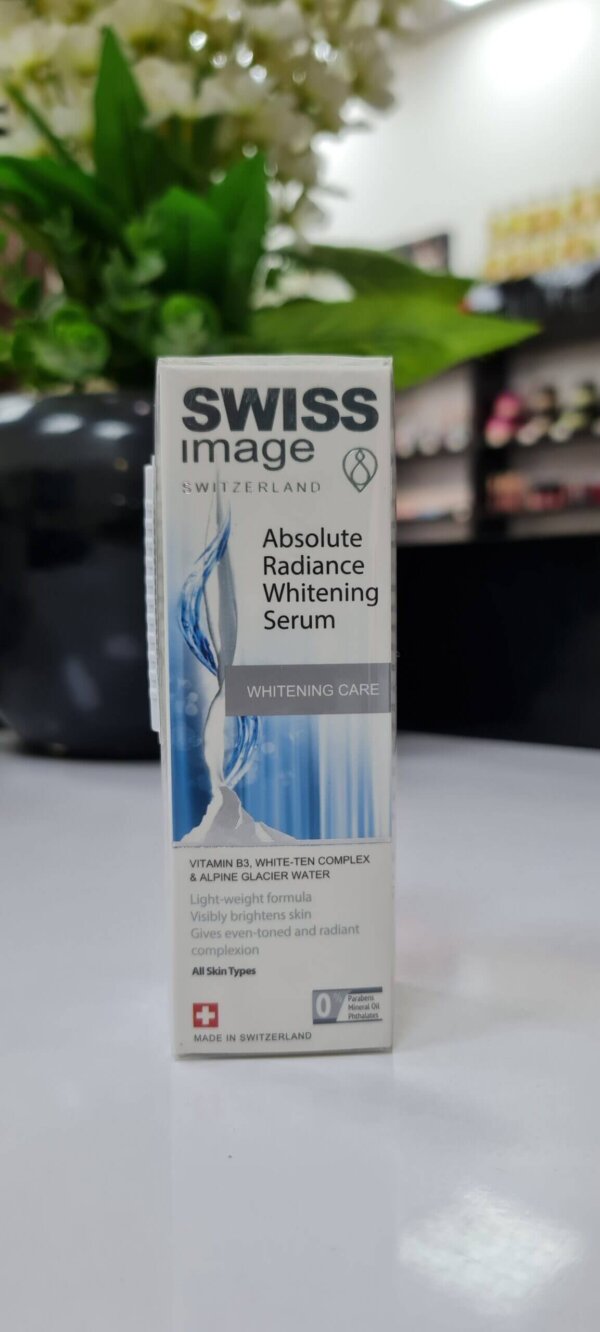 SWISS
image
SWITZERLAND
Absolute
Radiance
Whitening
Serum
WHITENING CARE
VITAMIN B3, WHITE-TEN COMPLEX
& ALPINE GLACIER WATER
Light-weight formula
Visibly brightens skin
Gives even-toned and radiant
complexion
All Skin Types
0%
Parabens
Mineral Oil
Phthalates
MADE IN SWITZERLAND